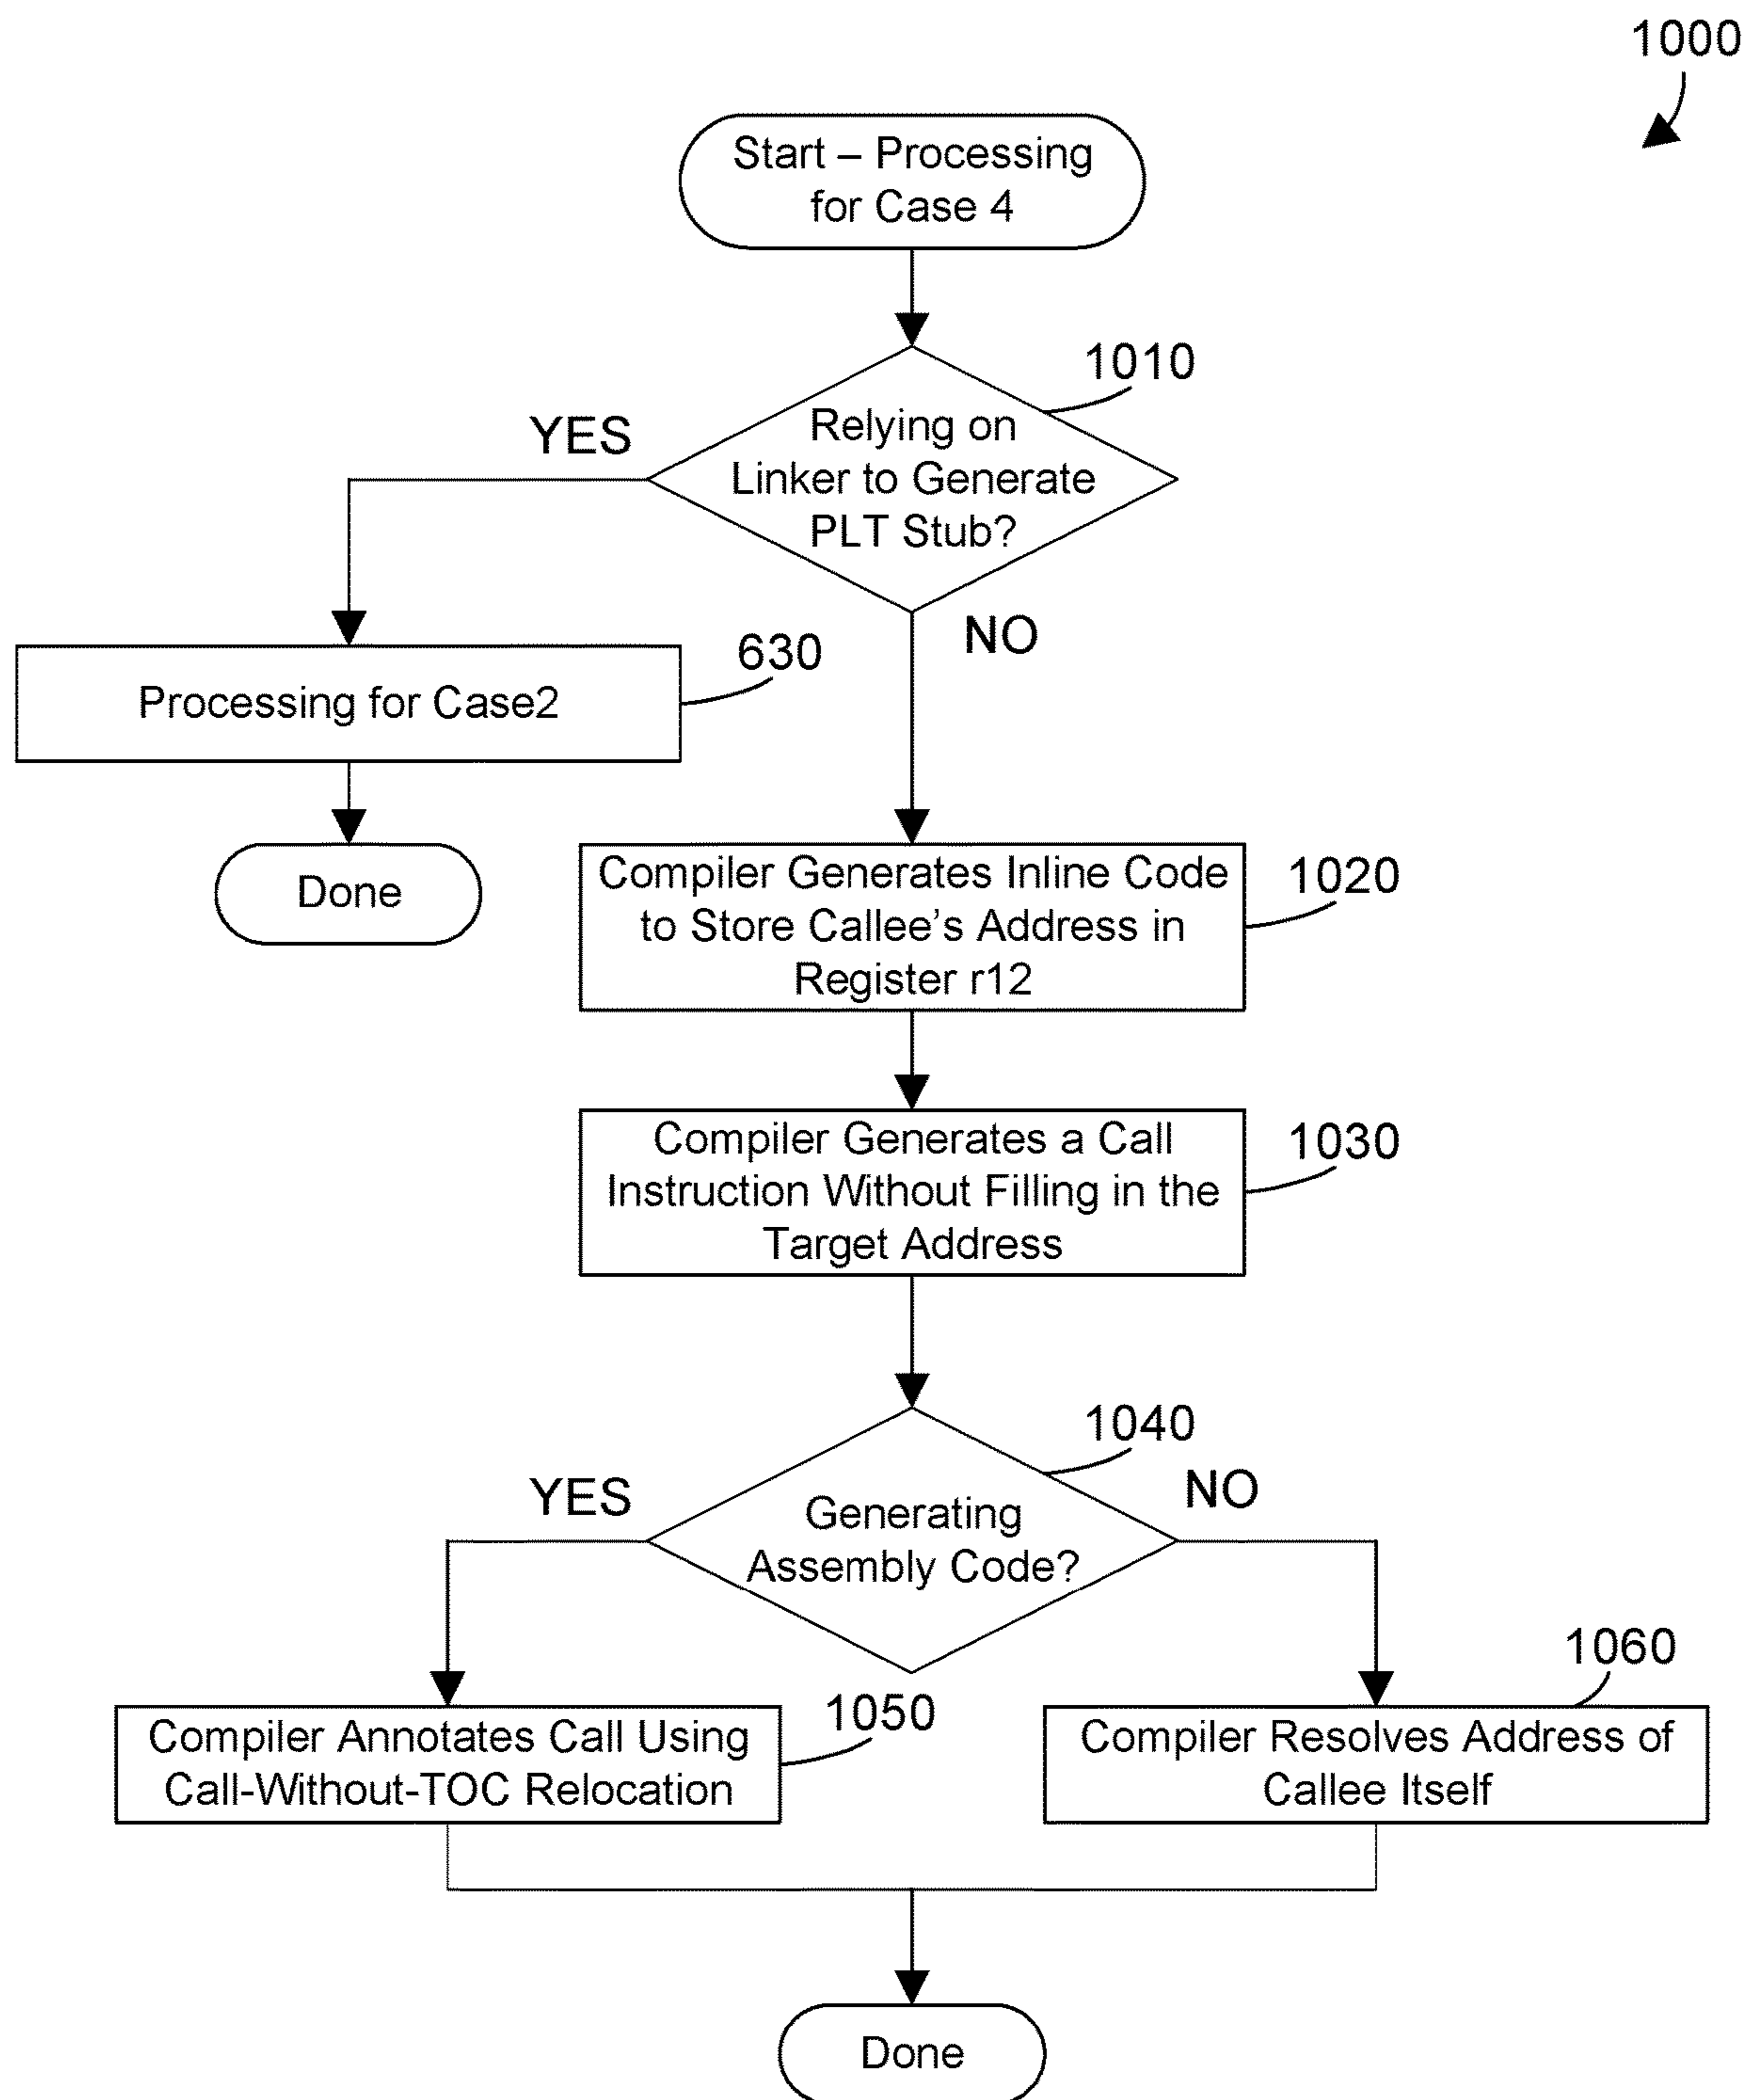 1000
Start – Processing
for Case 4
1010
Relying on
Linker to Generate
PLT Stub?
YES
NO
630
Processing for Case2
Done
Compiler Generates Inline Code
to Store Callee's Address in
Register r12
1020
Compiler Generates a Call
Instruction Without Filling in the
Target Address
1030
1040
YES
NO
Generating
Assembly Code?
1060
1050
Compiler Annotates Call Using
Call-Without-TOC Relocation
Compiler Resolves Address of
Callee Itself
Done